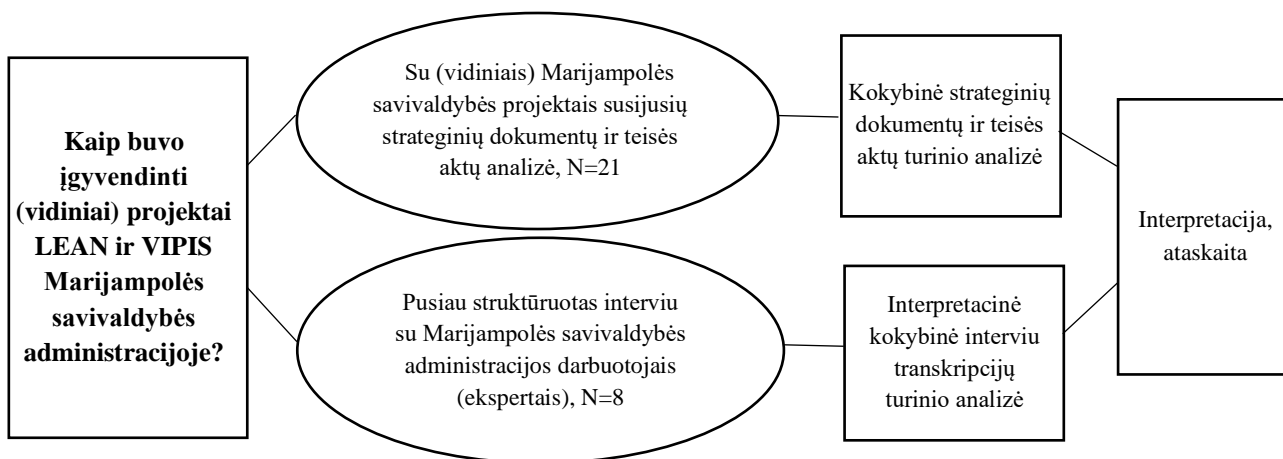 Kaip buvo
įgyvendinti
(vidiniai) projektai
LEAN ir VIPIS
Marijampolės
savivaldybės
administracijoje?
Su (vidiniais) Marijampolės
savivaldybės projektais susijusių
strateginių dokumentų ir teisės
aktų analizė, N=21
Kokybinė strateginių
dokumentų ir teisės
aktų turinio analizė
Pusiau struktūruotas interviu
su Marijampolės savivaldybės
administracijos darbuotojais
(ekspertais), N=8
Interpretacinė
kokybinė interviu
transkripcijų
turinio analizė
Interpretacija,
ataskaita